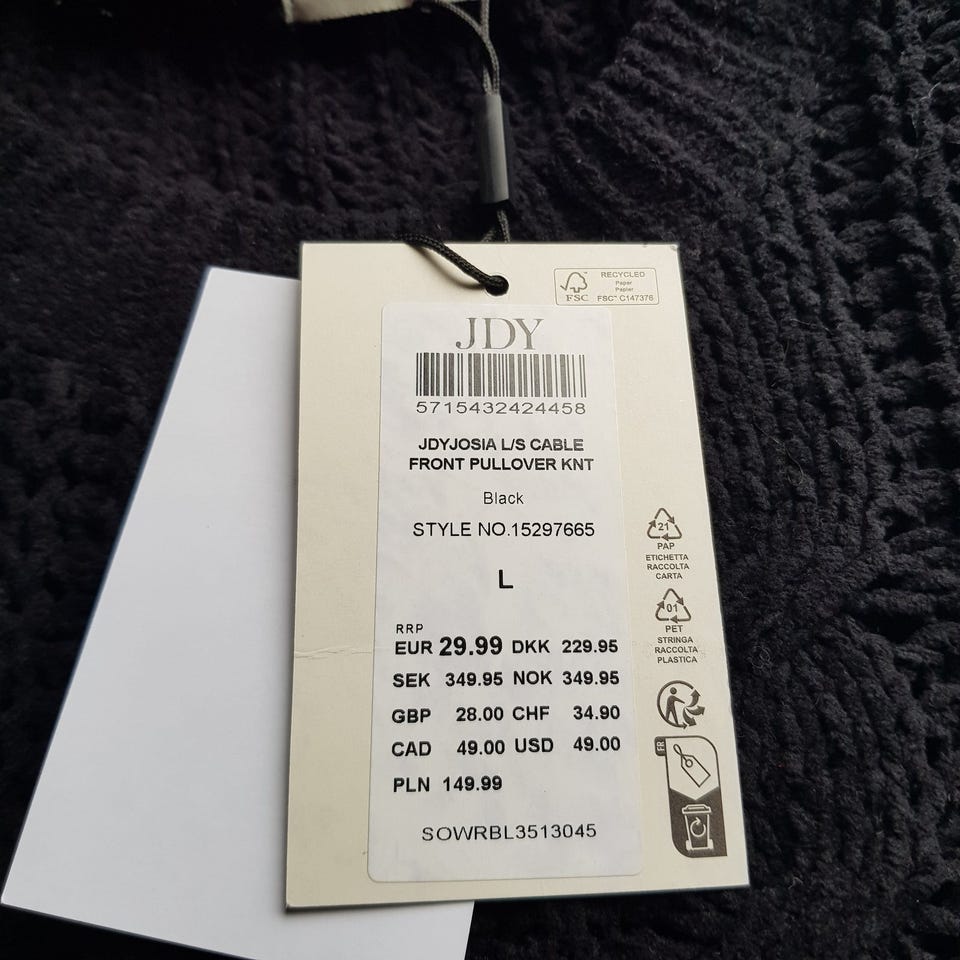 RECYCLED
Paper
Papier
FSC
FSC® C147376
JDY
5715432424458
JDYJOSIA L/S CABLE
FRONT PULLOVER KNT
Black
STYLE NO.15297665
L
RRP
EUR 29.99 DKK 229.95
SEK 349.95 NOK 349.95
GBP 28.00 CHF 34.90
CAD 49.00 USD 49.00
PLN 149.99
SOWRBL3513045
21
PAP
ETICHETTA
RACCOLTA
CARTA
01
PET
STRINGA
RACCOLTA
PLASTICA
FR